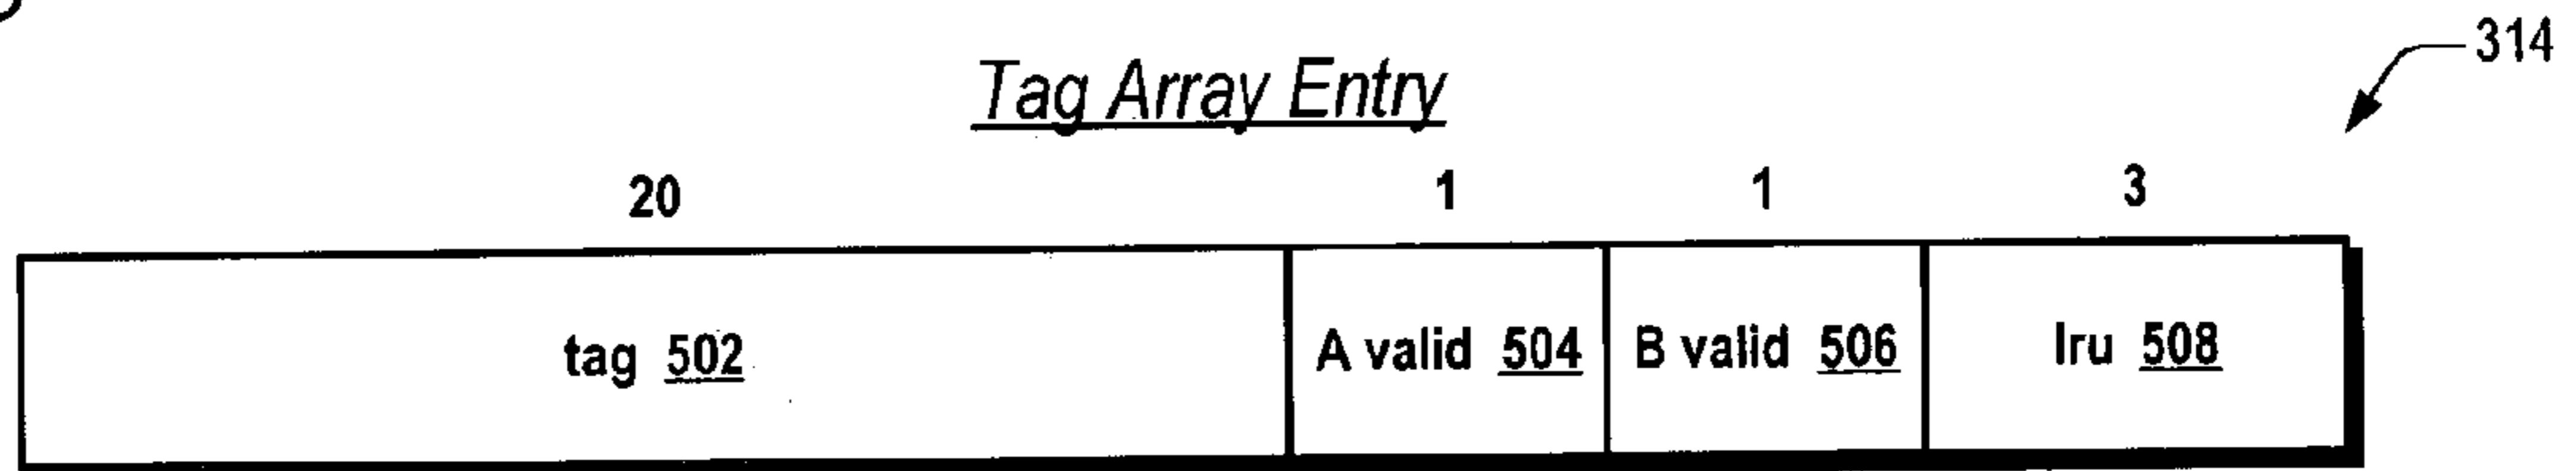 314
Tag Array Entry
20 1 1 3
tag 502 A valid 504 B valid 506 lru 508